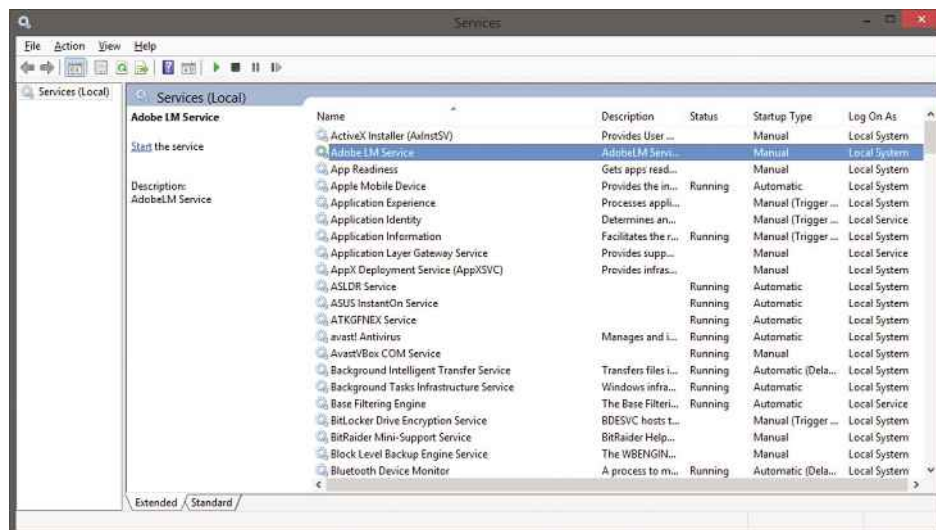 Services
File Action View Help
Services (Local)
Services (Local)
Adobe LM Service
Start the service
Description:
AdobeLM Service
Name Description Status Startup Type Log On As
ActiveX Installer (AxInstSV) Provides User ... Manual Local System
Adobe LM Service AdobeLM Servi... Manual Local System
App Readiness Gets apps read... Manual Local System
Apple Mobile Device Provides the in... Running Automatic Local System
Application Experience Processes appli... Manual (Trigger ... Local System
Application Identity Determines an... Manual (Trigger ... Local Service
Application Information Facilitates the r... Running Manual (Trigger ... Local System
Application Layer Gateway Service Provides supp... Manual Local Service
AppX Deployment Service (AppXSVC) Provides infras... Manual Local System
ASLDR Service Running Automatic Local System
ASUS InstantOn Service Running Automatic Local System
ATKGFNEX Service Running Automatic Local System
avast! Antivirus Manages and i... Running Automatic Local System
AvastVBox COM Service Running Manual Local System
Background Intelligent Transfer Service Transfers files i... Running Automatic (Dela... Local System
Background Tasks Infrastructure Service Windows infra... Running Automatic Local System
Base Filtering Engine The Base Filteri... Running Automatic Local Service
BitLocker Drive Encryption Service BDESVC hosts t... Manual (Trigger ... Local System
BitRaider Mini-Support Service BitRaider Help... Manual Local System
Block Level Backup Engine Service The WBENGIN... Manual Local System
Bluetooth Device Monitor A process to m... Running Automatic (Dela... Local System
Extended Standard